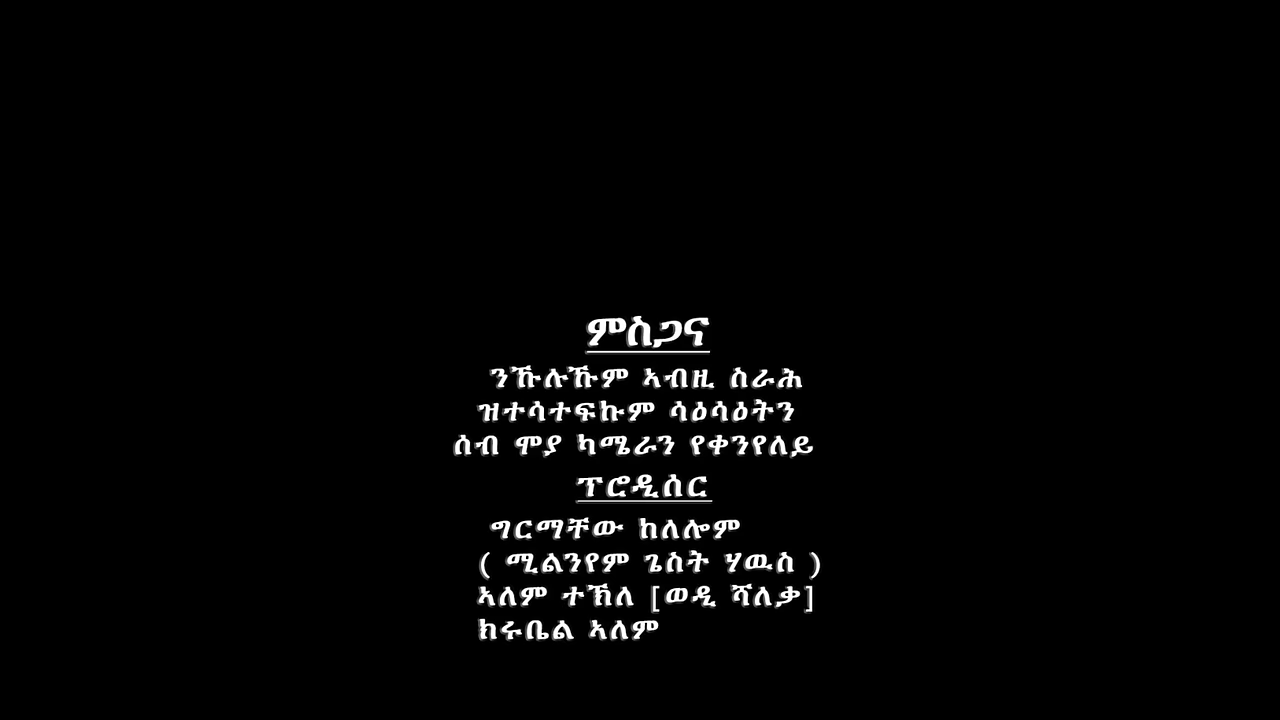 ምስጋና
ንኹሉኹም ኣብዚ ስራሕ
ዝተሳተፍኩም ሳዕሳዕትን
ሰብ ሞያ ካሜራን የቀንየለይ
ፕሮዲሰር
ግርማቸው ከለሎም
( ሚልንየም ጌስት ሃዉስ )
ኣለም ተኽለ [ወዲ ሻለቃ]
ክሩቤል ኣለም